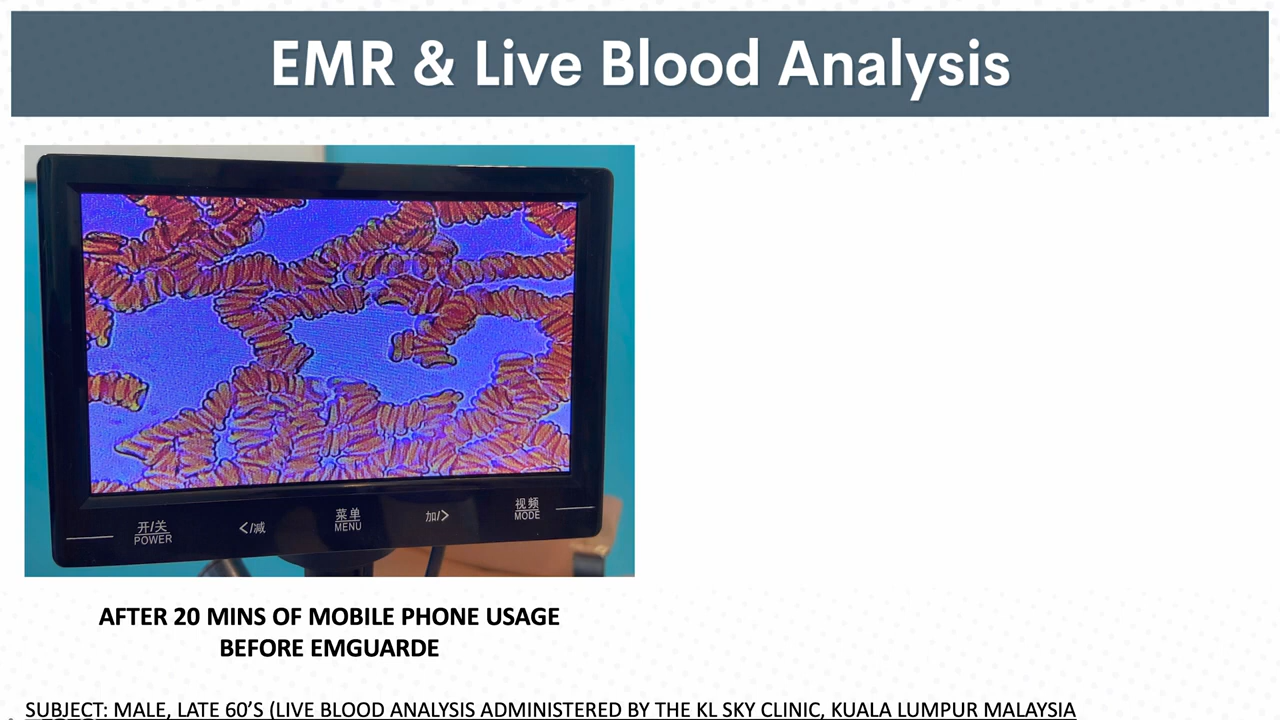 EMR & Live Blood Analysis
开/关
POWER
</减
菜单
MENU
加/>
视频
MODE
AFTER 20 MINS OF MOBILE PHONE USAGE
BEFORE EMGUARDE
SUBJECT: MALE, LATE 60’S (LIVE BLOOD ANALYSIS ADMINISTERED BY THE KL SKY CLINIC, KUALA LUMPUR MALAYSIA